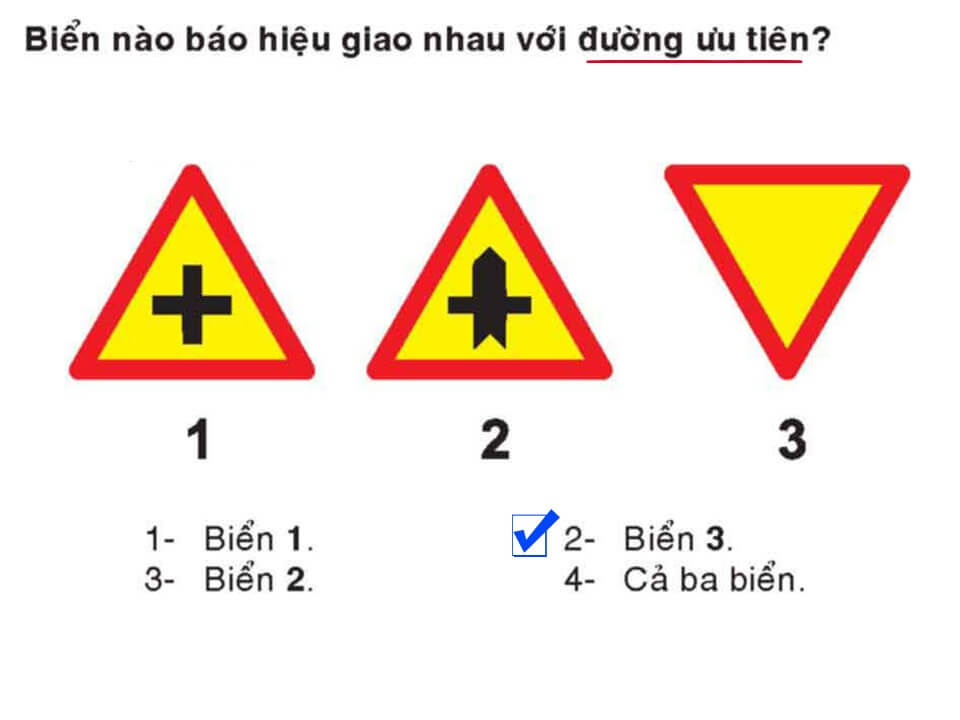 Biển nào báo hiệu giao nhau với đường ưu tiên?
1 2 3
1- Biển 1. 2- Biển 3.
3- Biển 2. 4- Cả ba biển.